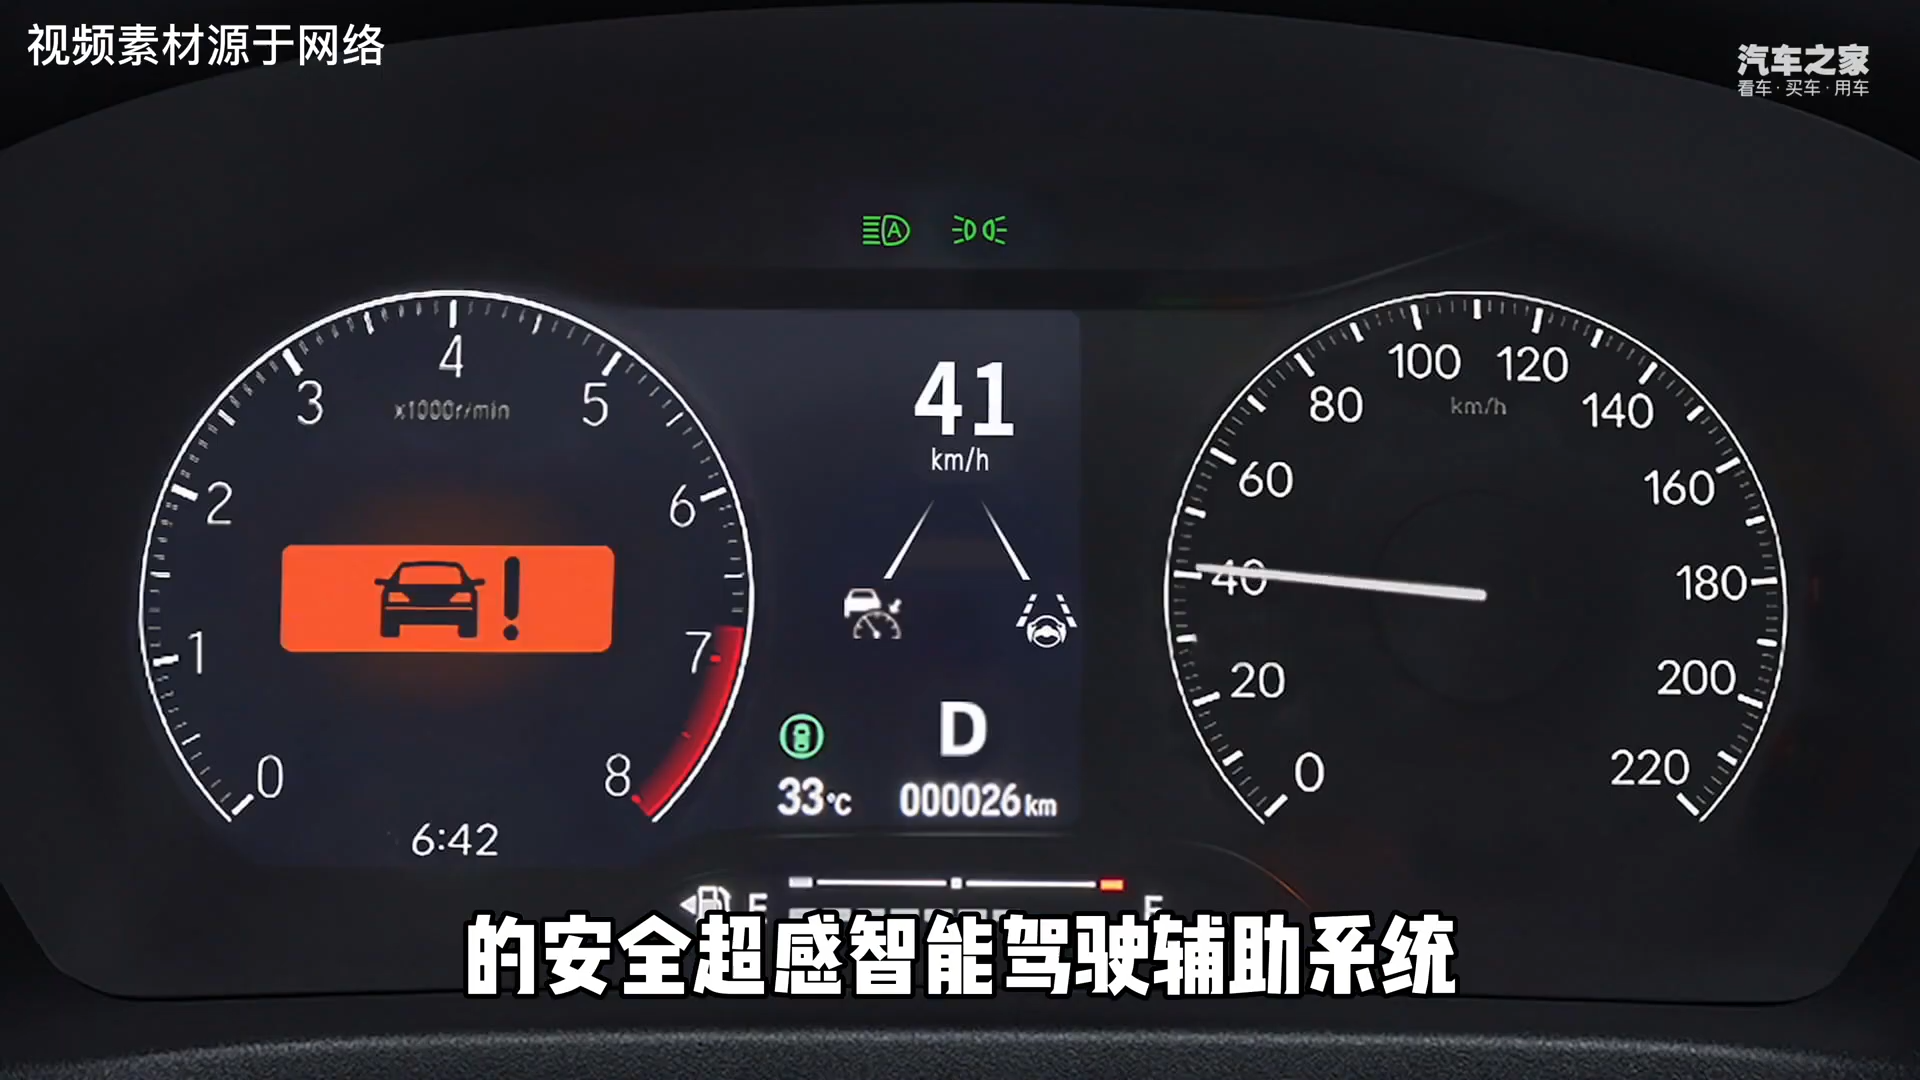 视频素材源于网络
汽车之家
看车·买车·用车
4
3
5
x1000r/min
2
6
1
7
0
8
6:42
41
km/h
D
33°C
000026 km
100
120
80
km/h
140
60
160
40
180
20
200
0
220
的安全超感智能驾驶辅助系统